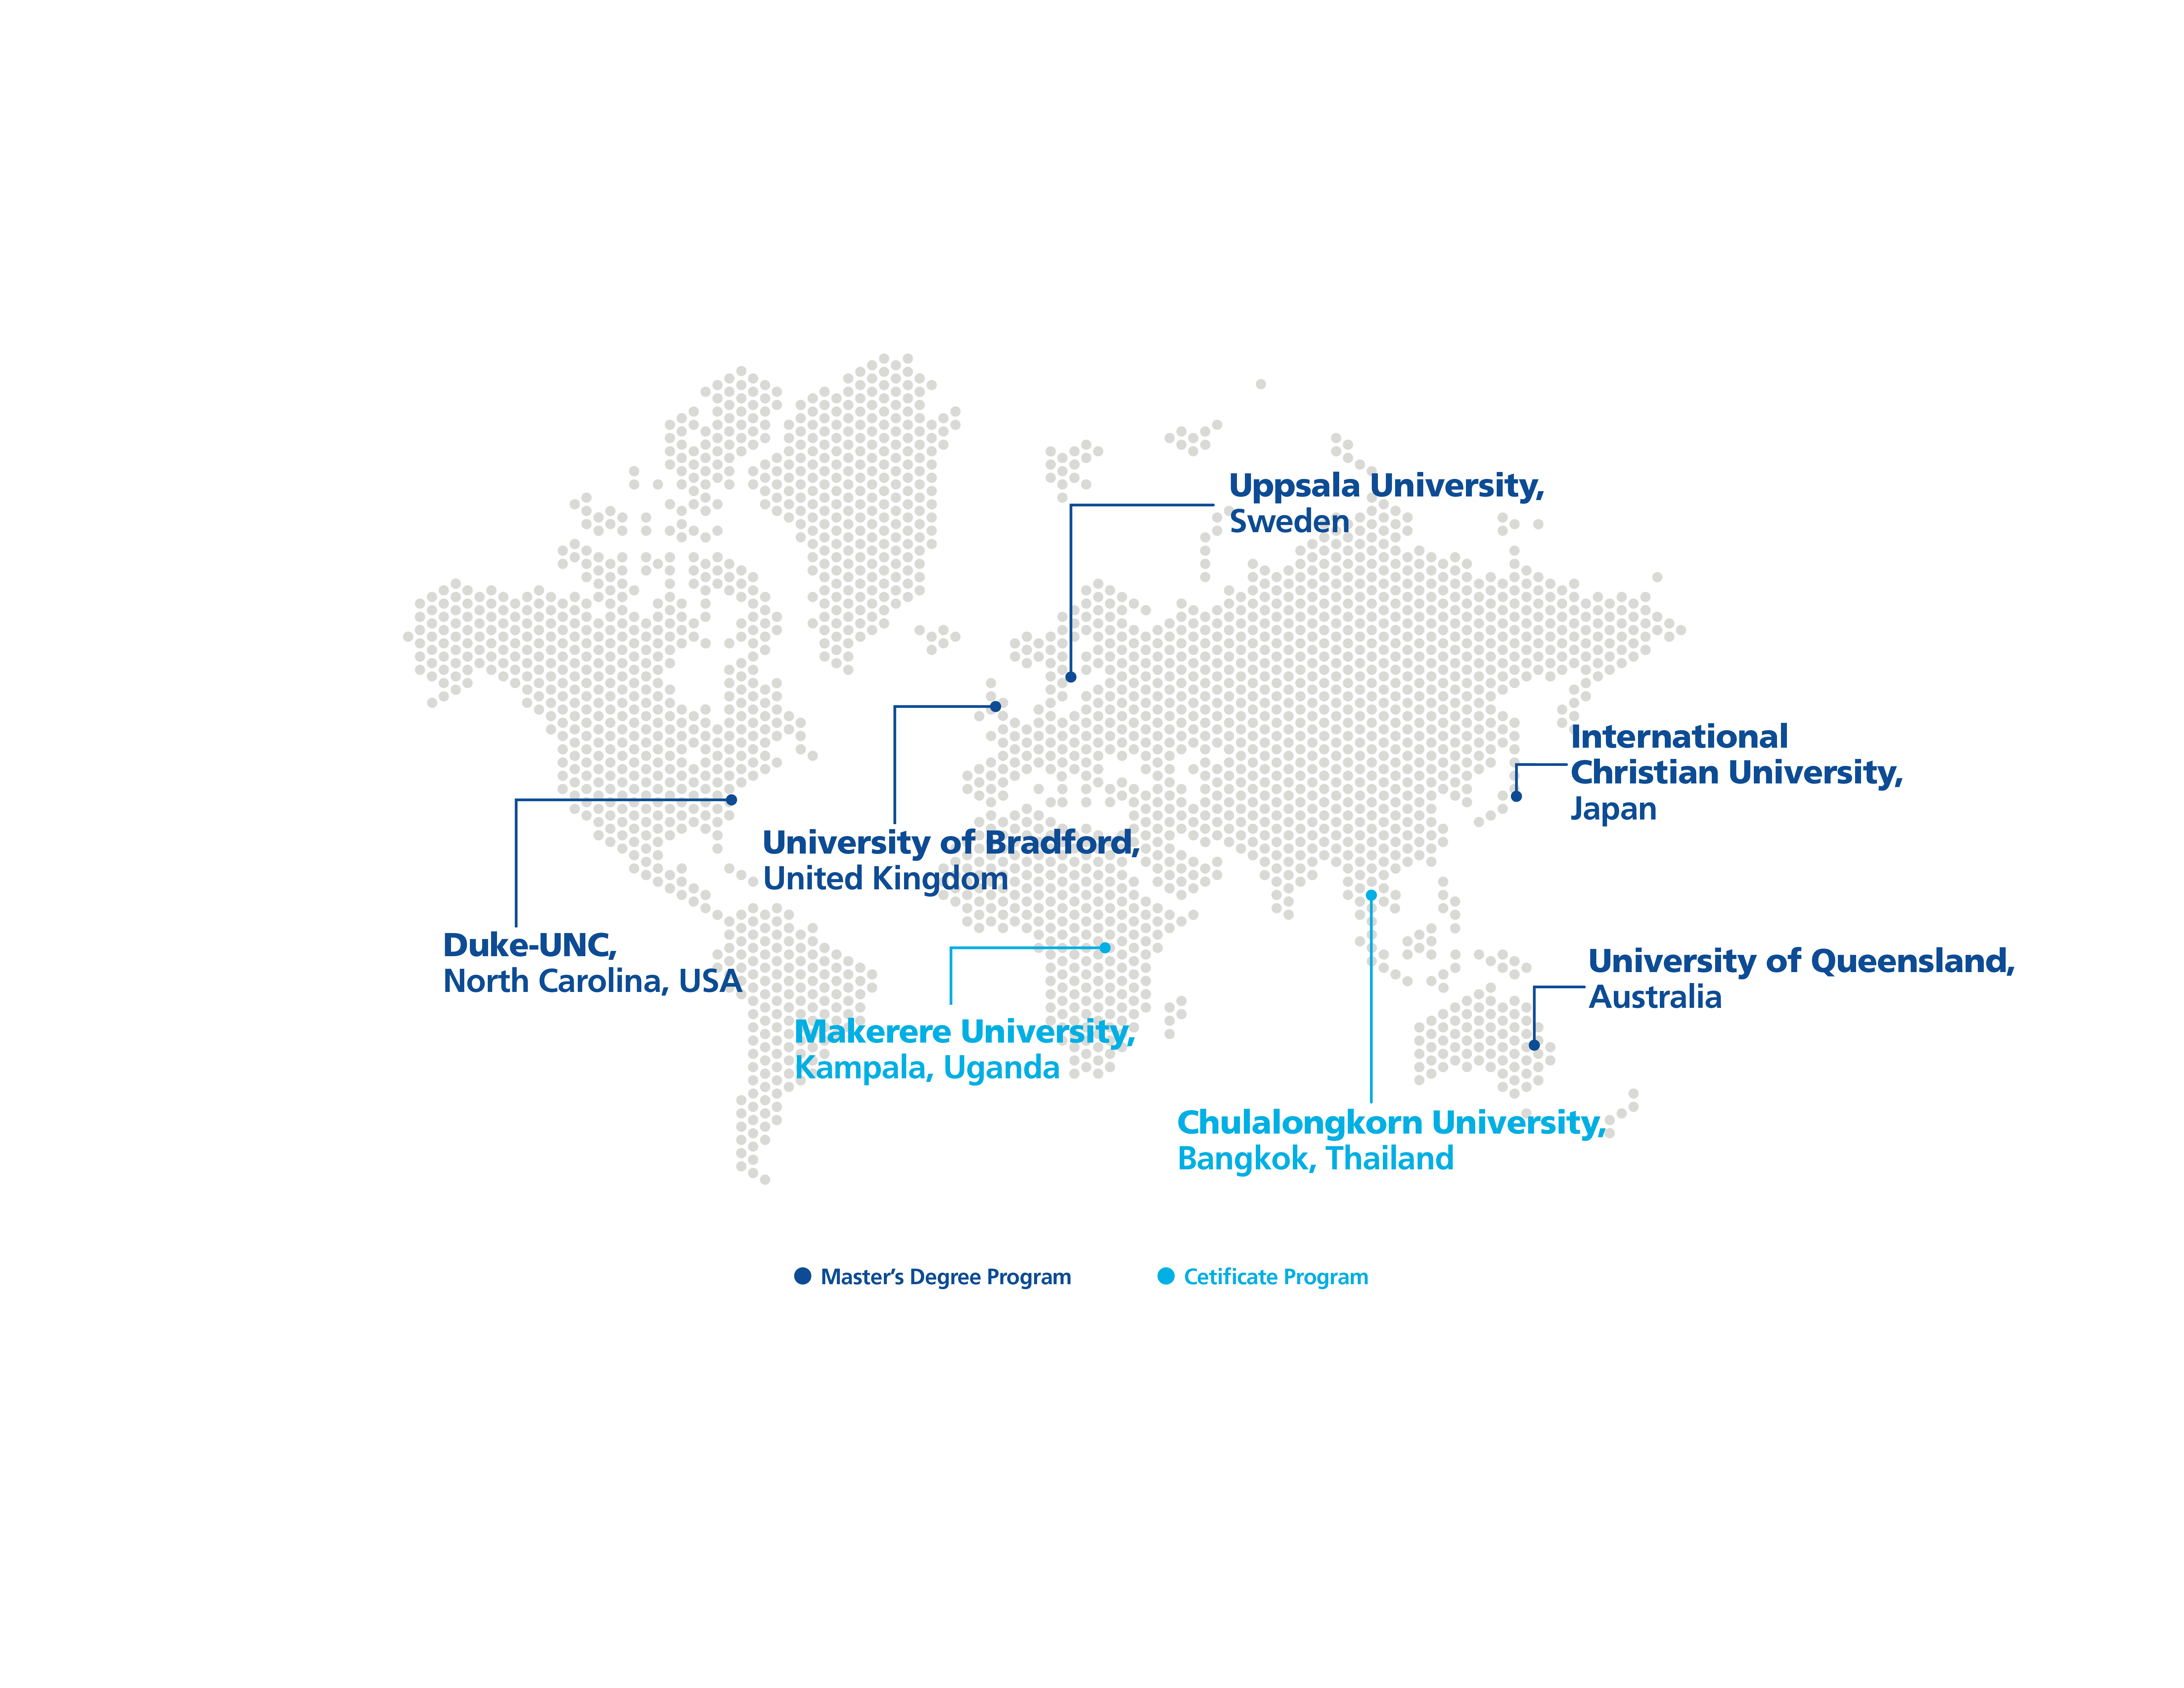 Uppsala University,
Sweden
International
Christian University,
Japan
University of Bradford,
United Kingdom
Duke-UNC,
North Carolina, USA
University of Queensland,
Australia
Makerere University,
Kampala, Uganda
Chulalongkorn University,
Bangkok, Thailand
Master’s Degree Program
Cetificate Program